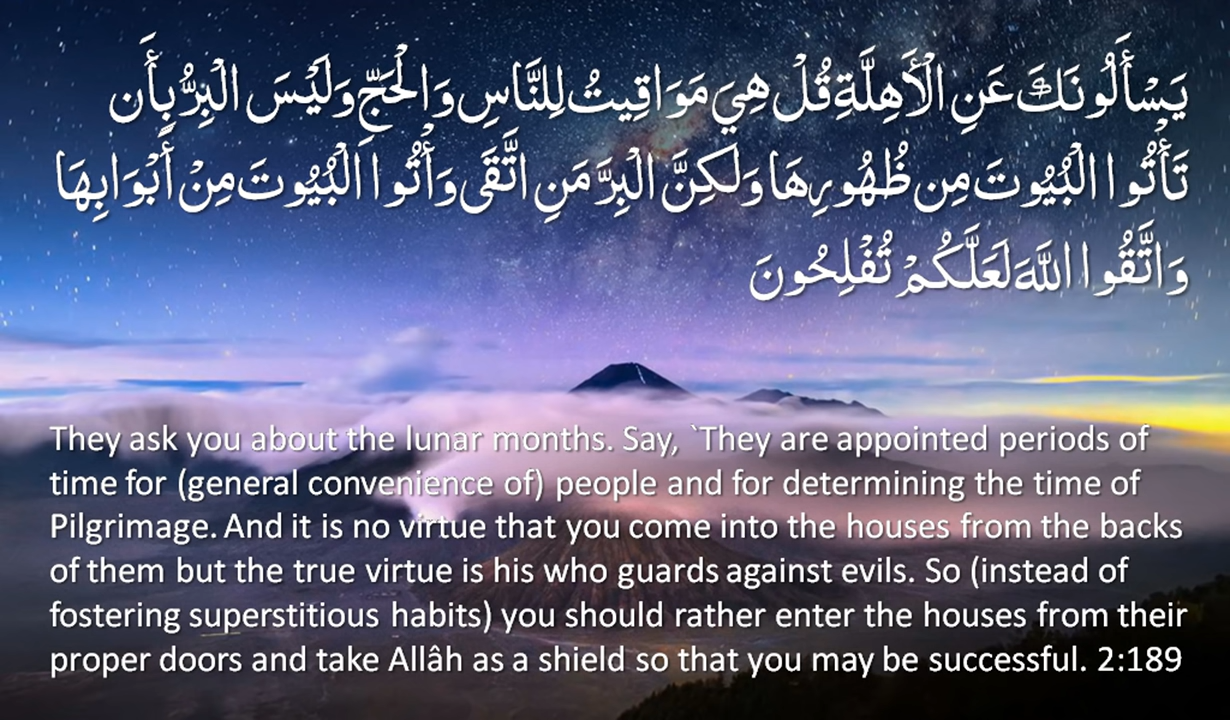 يَسْأَلُونَكَ عَنِ الْأَهِلَّةِ قُلْ هِيَ مَوَاقِيتُ لِلنَّاسِ وَالْحَجِّ وَلَيْسَ الْبِرُّ بِأَن
تَأْتُوا الْبُيُوتَ مِن ظُهُورِهَا وَلَكِنَّ الْبِرَّ مَنِ اتَّقَى وَأْتُوا الْبُيُوتَ مِنْ أَبْوَابِهَا
وَاتَّقُوا اللَّهَ لَعَلَّكُمْ تُفْلِحُونَ
They ask you about the lunar months. Say, `They are appointed periods of
time for (general convenience of) people and for determining the time of
Pilgrimage. And it is no virtue that you come into the houses from the backs
of them but the true virtue is his who guards against evils. So (instead of
fostering superstitious habits) you should rather enter the houses from their
proper doors and take Allâh as a shield so that you may be successful. 2:189